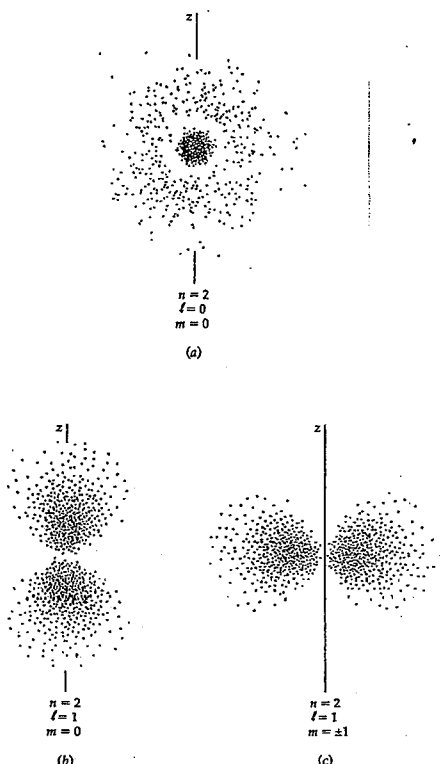 z
n = 2
ℓ = 0
m = 0
(a)
z
n = 2
ℓ = 1
m = 0
(b)
z
n = 2
ℓ = 1
m = ±1
(c)